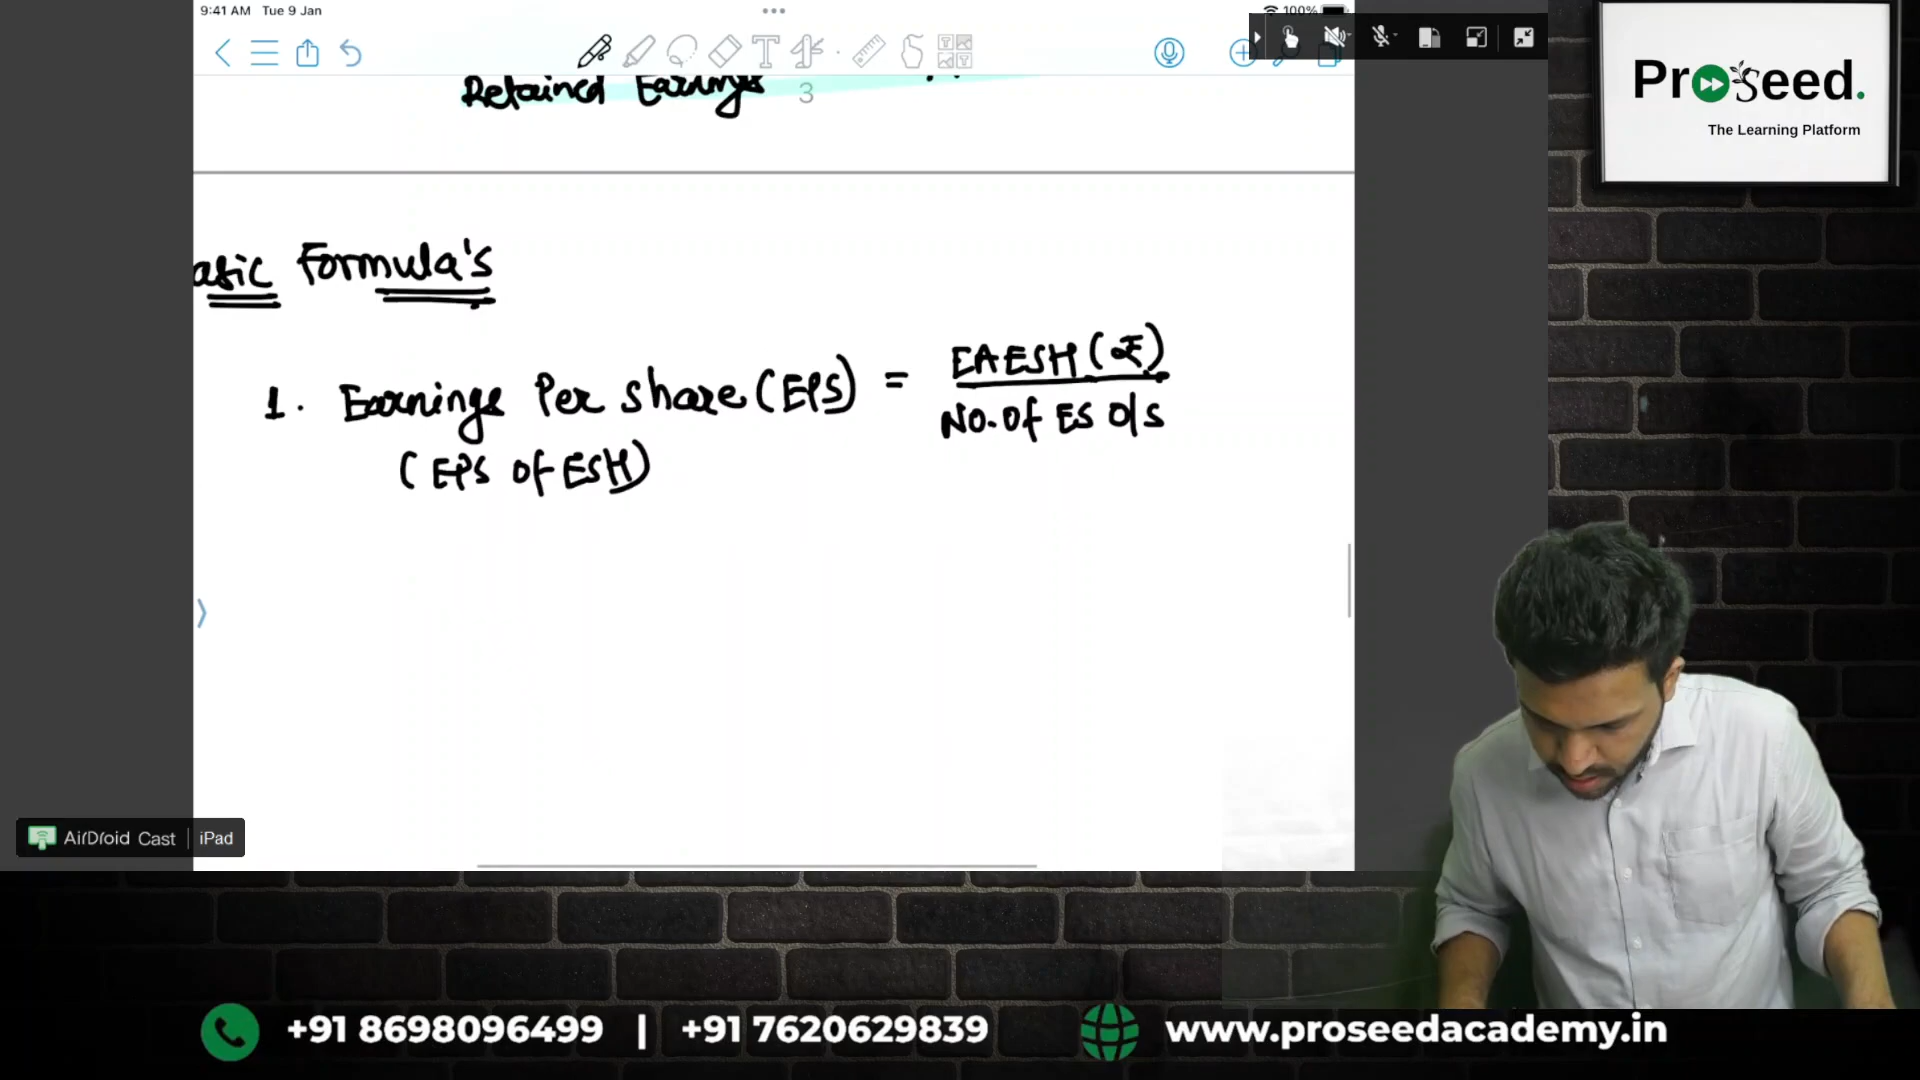 9:41 AM Tue 9 Jan
100%
Retained Earnings 3
asic Formula's
1. Earnings Per Share (EPS) = EAESH (₹)
No. Of ES O/S
(EPS Of ESH)
Proseed.
The Learning Platform
AirDroid Cast | iPad
+91 8698096499 | +91 7620629839
www.proseedacademy.in